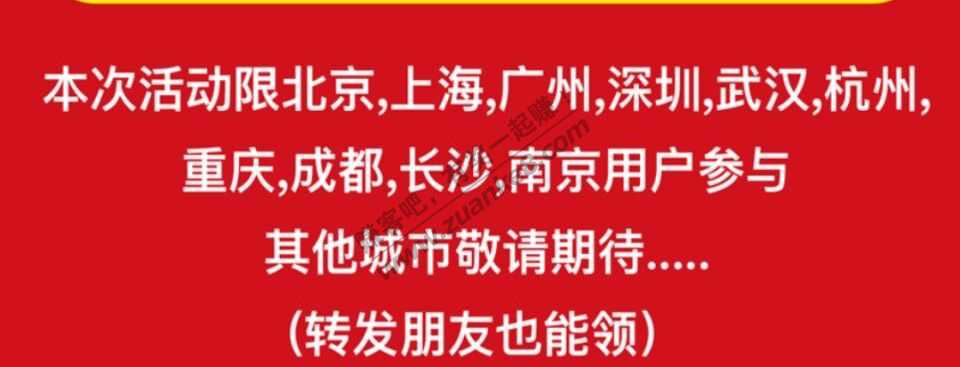 本次活动限北京,上海,广州,深圳,武汉,杭州,
重庆,成都,长沙,南京用户参与
其他城市敬请期待.....
(转发朋友也能领)